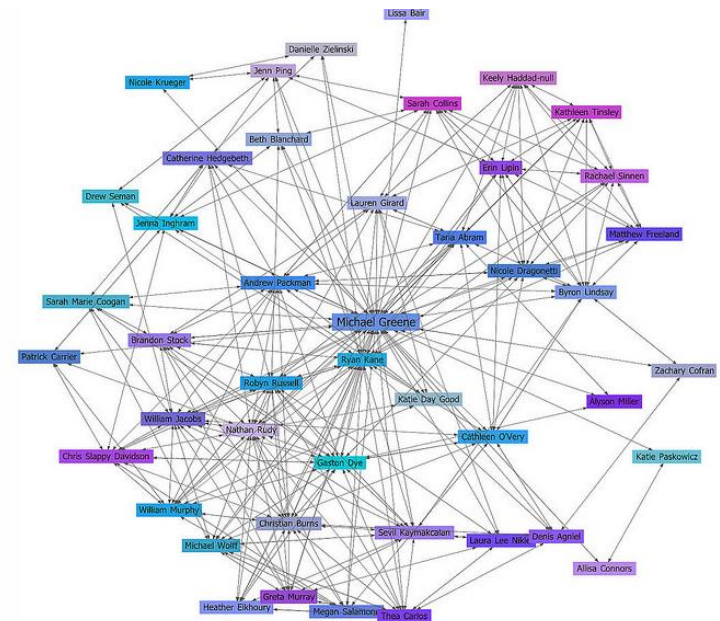 Lissa Bair
Danielle Zielinski
Jenn Ping
Nicole Krueger
Keely Haddad-null
Sarah Collins
Kathleen Tinsley
Beth Blanchard
Catherine Hedgebeth
Erin Lipin
Rachael Sinnen
Drew Seman
Lauren Girard
Jenna Inghram
Taria Abram
Matthew Freeland
Nicole Dragonetti
Andrew Packman
Byron Lindsay
Sarah Marie Coogan
Michael Greene
Brandon Stock
Patrick Carrier
Ryan Kane
Zachary Cofran
Robyn Russell
Katie Day Good
Alyson Miller
William Jacobs
Nathan Rudy
Cathleen O'Very
Chris Slappy Davidson
Gaston Dye
Katie Paskowicz
William Murphy
Christian Burns
Sevil Kaymakcalan
Laura Lee
Denis Agniel
Michael Wolff
Allisa Connors
Greta Murray
Heather Elkhoury
Megan Salamon
Thea Carlos